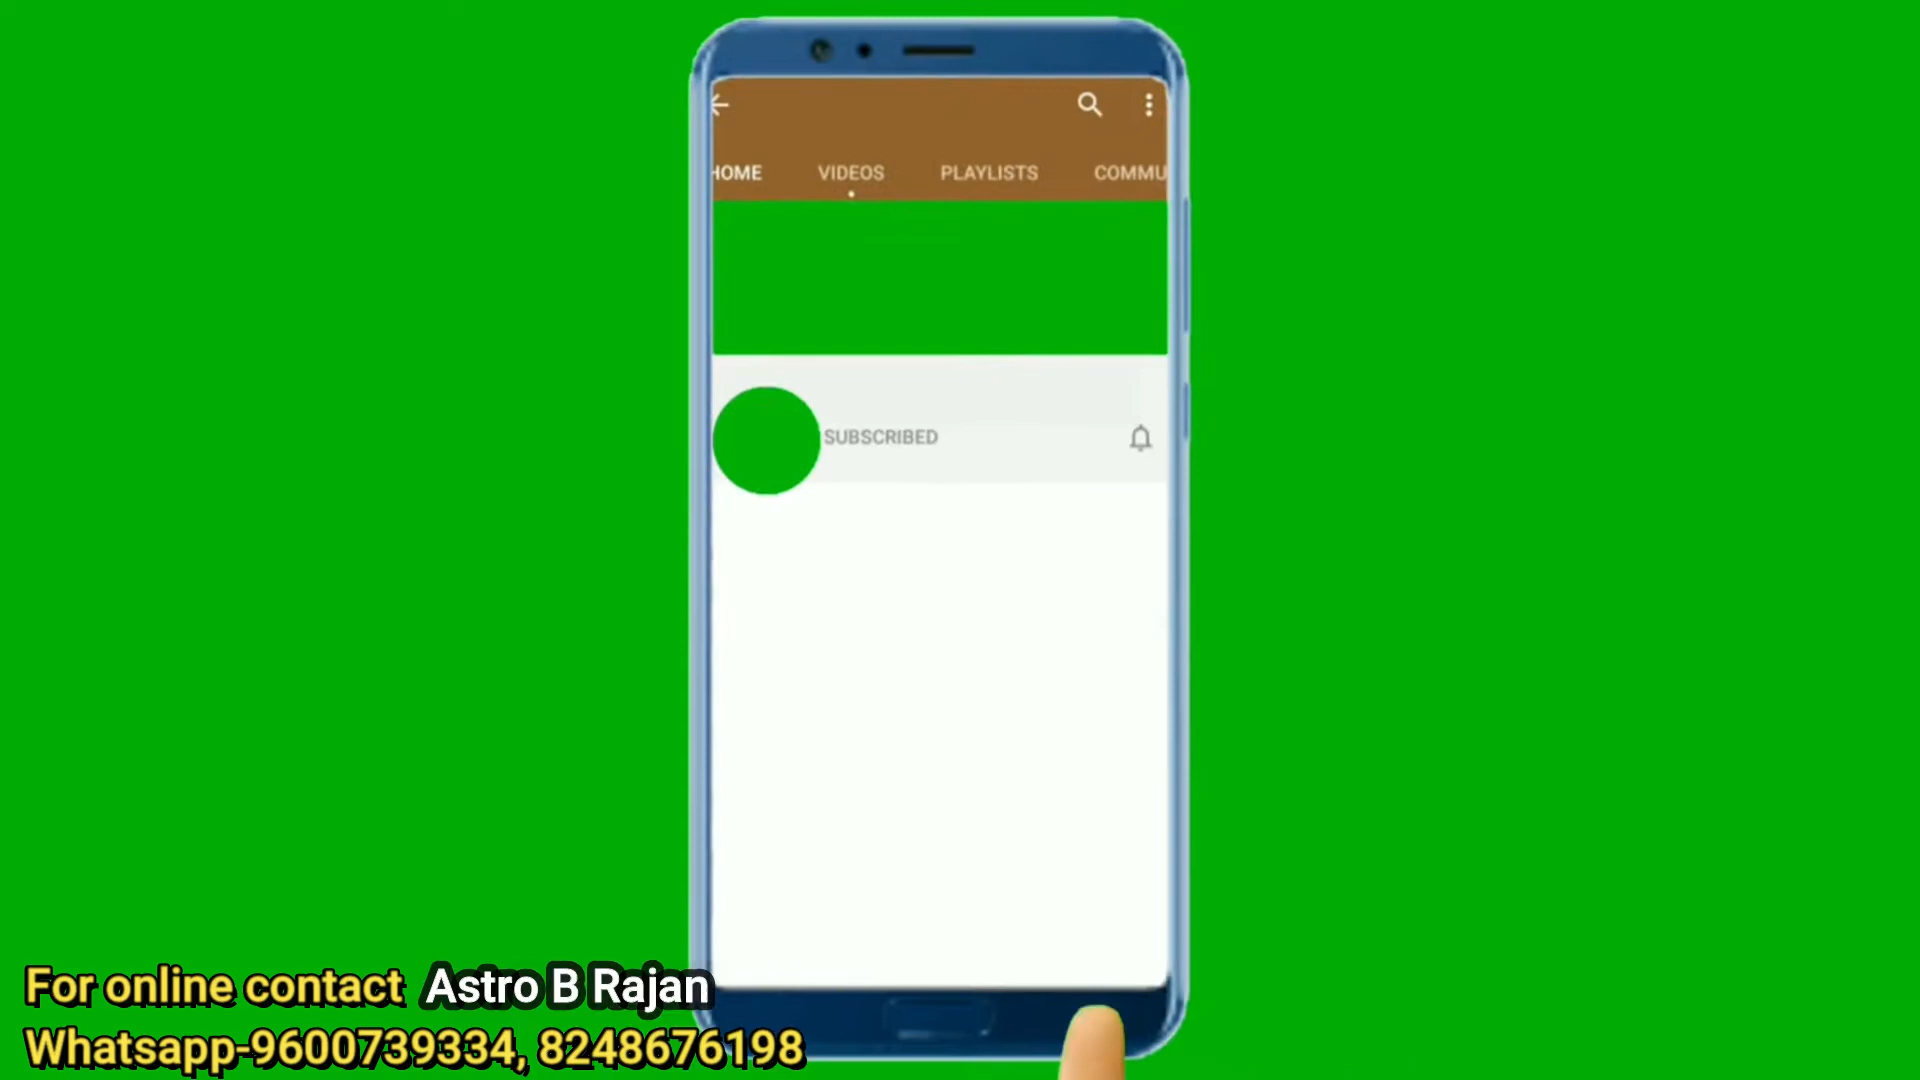 HOME VIDEOS PLAYLISTS COMMU
SUBSCRIBED
For online contact Astro B Rajan
Whatsapp-9600739334, 8248676198